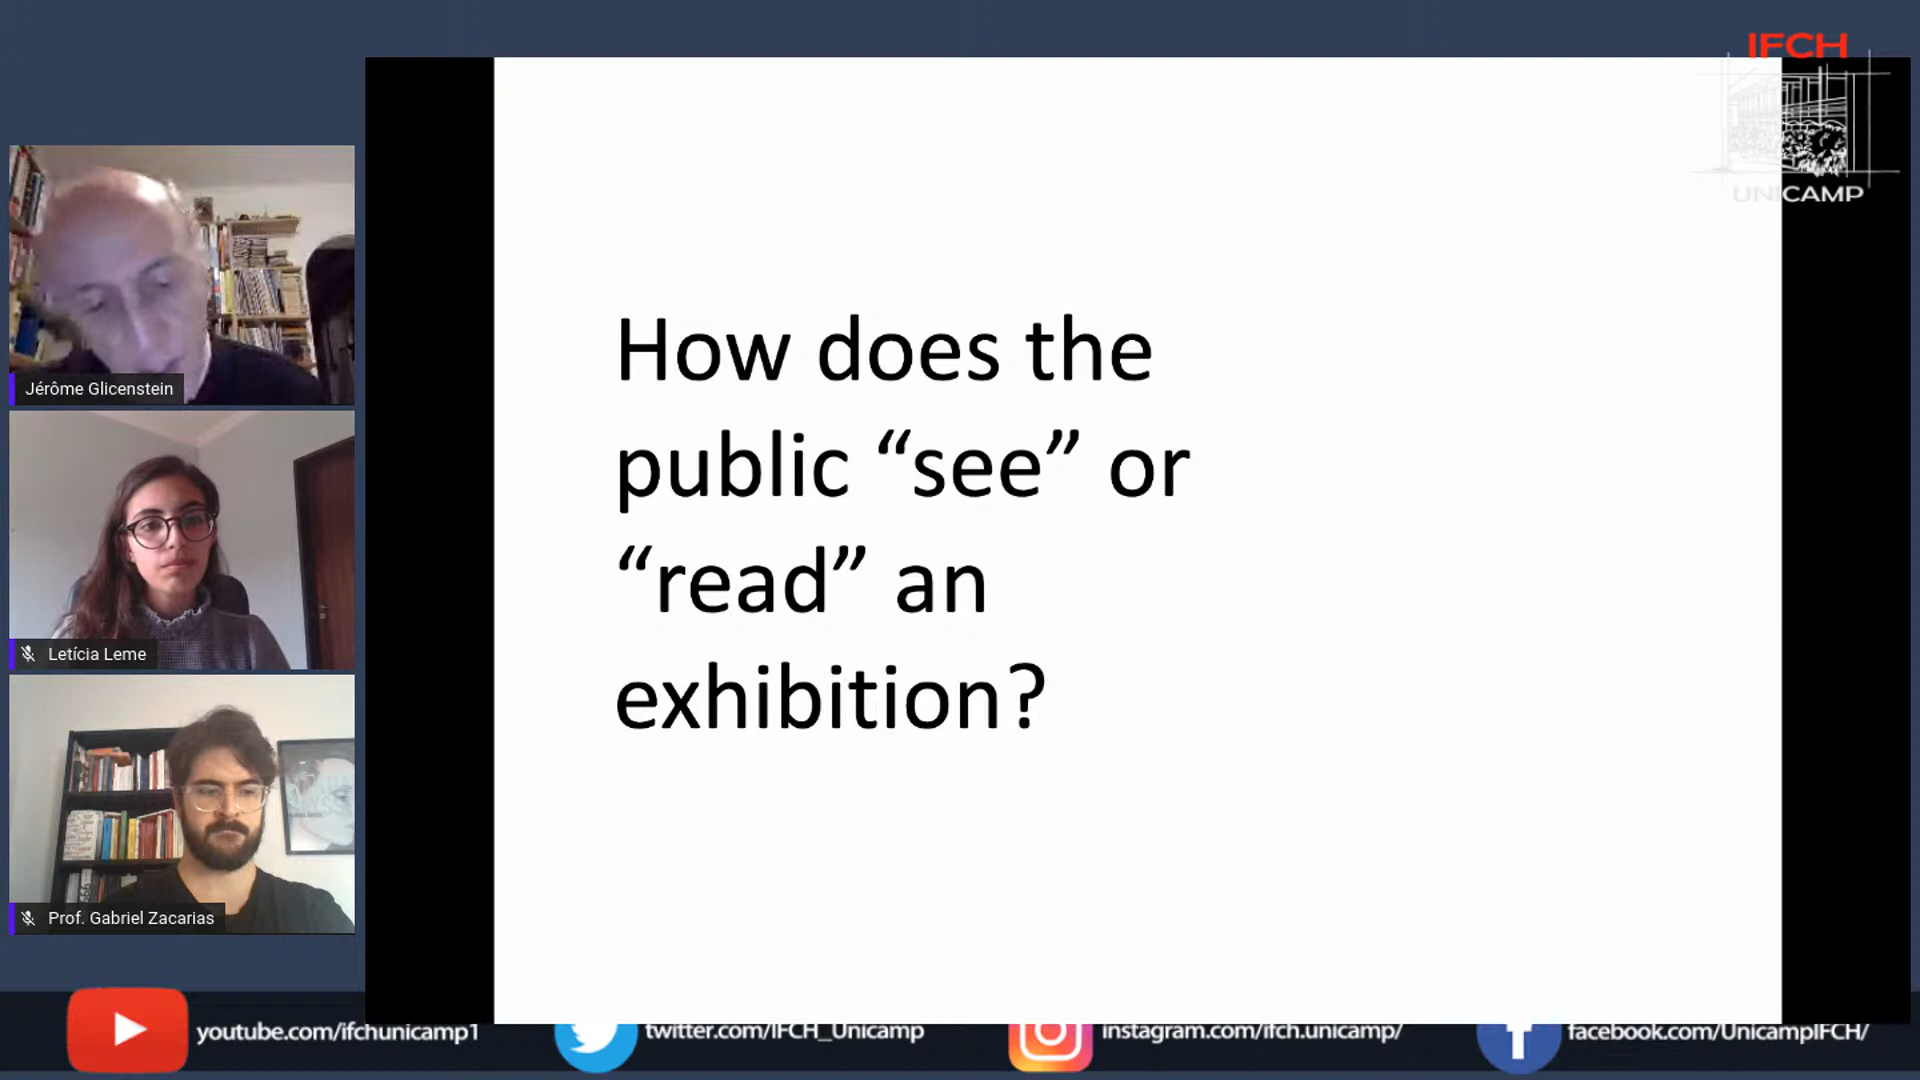 IFCH
UNICAMP
Jérôme Glicenstein
Letícia Leme
Prof. Gabriel Zacarias
How does the
public “see” or
“read” an
exhibition?
youtube.com/ifchunicamp1
twitter.com/IFCH_Unicamp
instagram.com/ifch.unicamp/
facebook.com/UnicampIFCH/